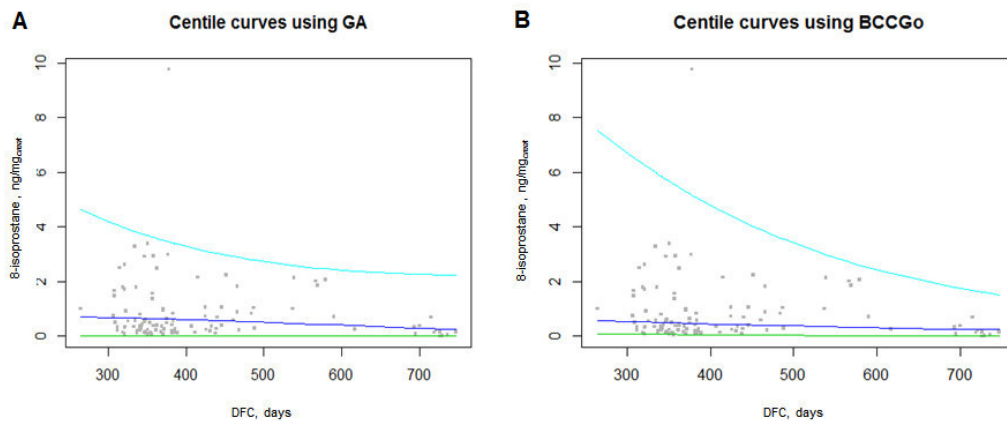 A
Centile curves using GA
8-isoprostane , ng/mg creat
10
8
6
4
2
0
300 400 500 600 700
DFC, days
B
Centile curves using BCCGo
8-isoprostane , ng/mg creat
10
8
6
4
2
0
300 400 500 600 700
DFC, days